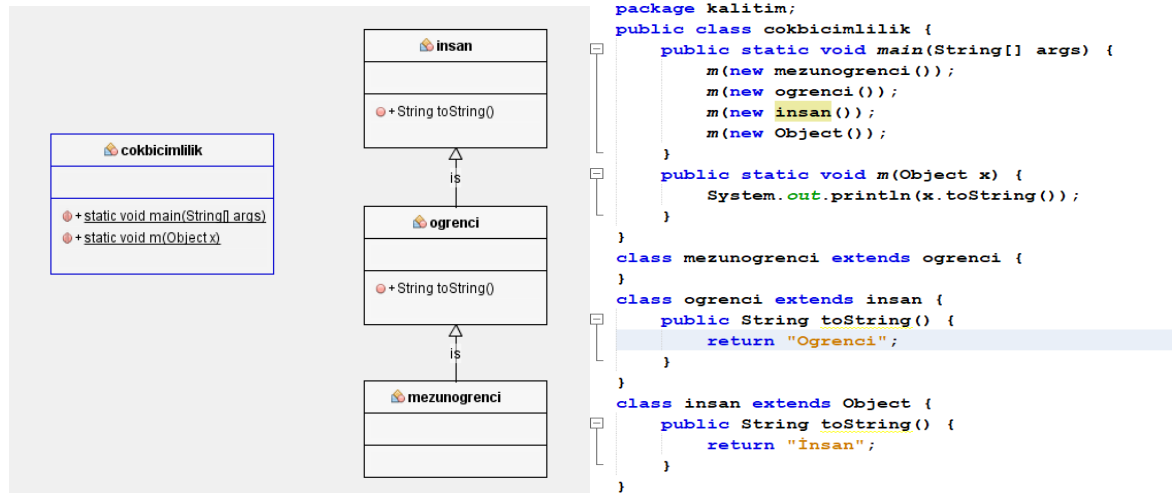 cokbicimlilik
+ static void main(String[] args)
+ static void m(Object x)
insan
+ String toString()
is
ogrenci
+ String toString()
is
mezunogrenci
package kalitim;
public class cokbicimlilik {
    public static void main(String[] args) {
        m(new mezunogrenci());
        m(new ogrenci());
        m(new insan());
        m(new Object());
    }
    public static void m(Object x) {
        System.out.println(x.toString());
    }
}
class mezunogrenci extends ogrenci {
}
class ogrenci extends insan {
    public String toString() {
        return "Ogrenci";
    }
}
class insan extends Object {
    public String toString() {
        return "İnsan";
    }
}